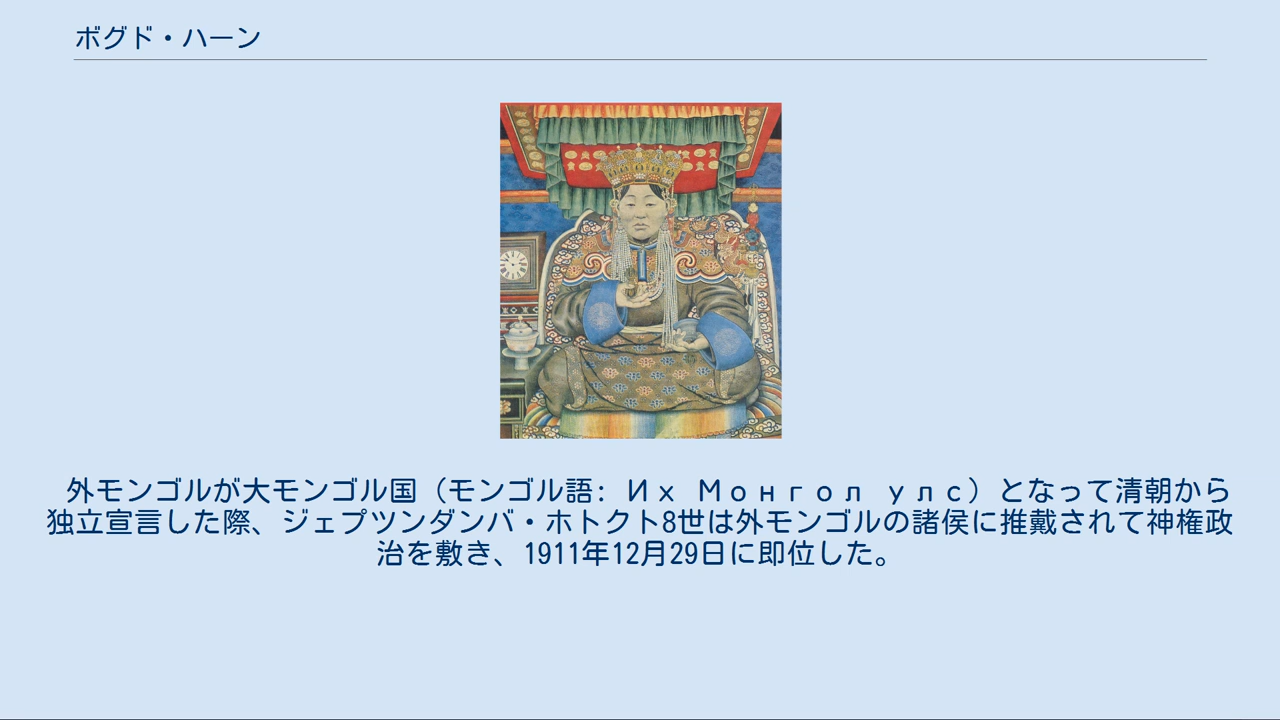 ボグド・ハーン
外モンゴルが大モンゴル国（モンゴル語: Их Монгол улс）となって清朝から
独立宣言した際、ジェプツンダンバ・ホトクト8世は外モンゴルの諸侯に推戴されて神権政
治を敷き、1911年12月29日に即位した。